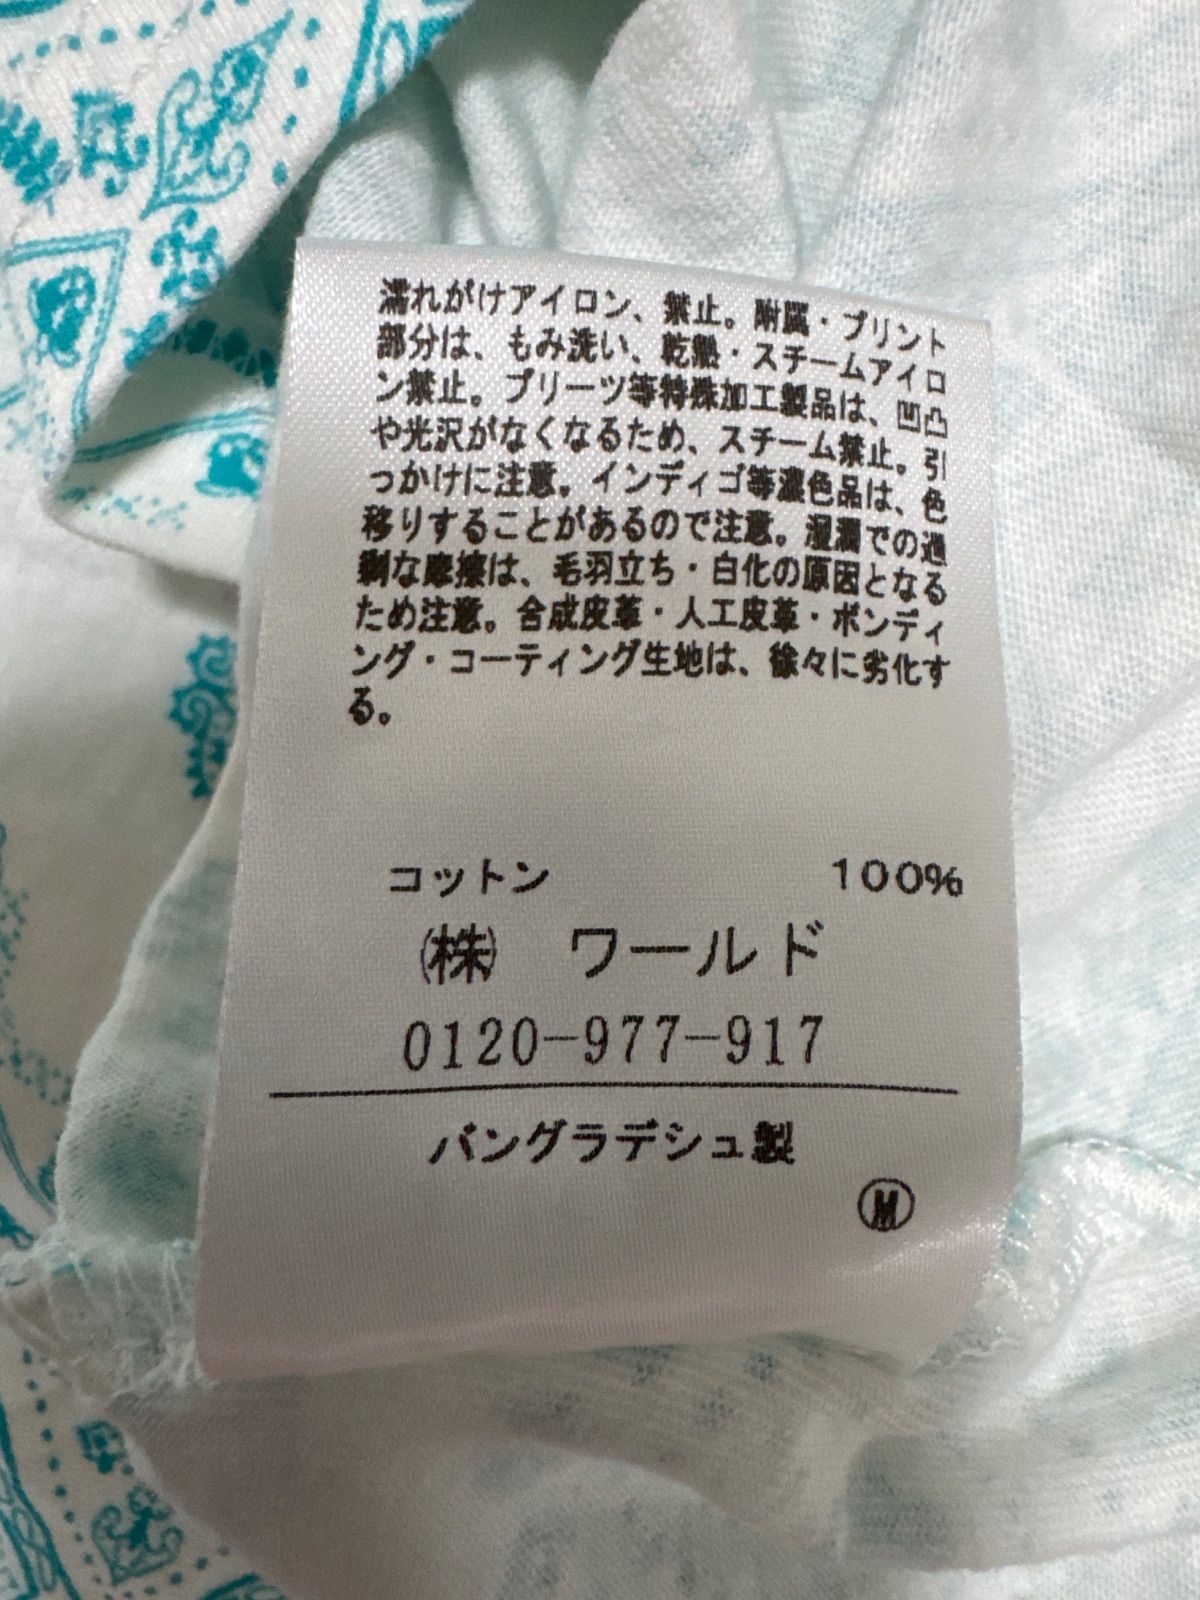 濡れがけアイロン、禁止。附属・プリント
部分は、もみ洗い、乾熱・スチームアイロ
ン禁止。プリーツ等特殊加工製品は、凹凸
や光沢がなくなるため、スチーム禁止。引
っかけに注意。インディゴ等濃色品は、色
移りすることがあるので注意。湿潤での過
剰な摩擦は、毛羽立ち・白化の原因となる
ため注意。合成皮革・人工皮革・ボンディ
ング・コーティング生地は、徐々に劣化す
る。
コットン 100%
㈱ ワールド
0120-977-917
バングラデシュ製
Ⓜ